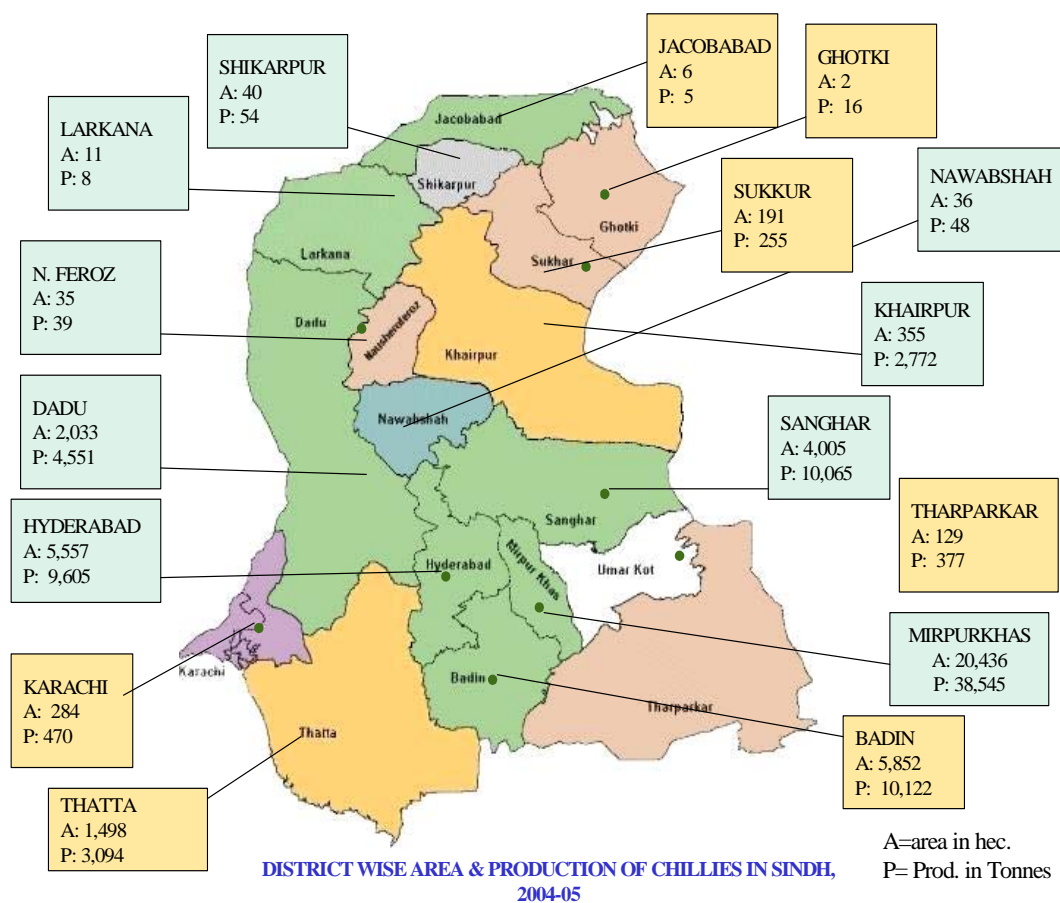 JACOBABAD
A: 6
P: 5
GHOTKI
A: 2
P: 16
SHIKARPUR
A: 40
P: 54
LARKANA
A: 11
P: 8
NAWABSHAH
A: 36
P: 48
SUKKUR
A: 191
P: 255
N. FEROZ
A: 35
P: 39
KHAIRPUR
A: 355
P: 2,772
DADU
A: 2,033
P: 4,551
SANGHAR
A: 4,005
P: 10,065
THARPARKAR
A: 129
P: 377
HYDERABAD
A: 5,557
P: 9,605
MIRPURKHAS
A: 20,436
P: 38,545
KARACHI
A: 284
P: 470
BADIN
A: 5,852
P: 10,122
THATTA
A: 1,498
P: 3,094
Jacobabad
Shikarpur
Ghotki
Larkana
Sukhar
Dadu
Nausheroferoz
Khairpur
Nawabshah
Sanghar
Hyderabad
Mirpur Khas
Umar Kot
Karachi
Badin
Tharparkar
Thatta
A=area in hec.
P= Prod. in Tonnes
DISTRICT WISE AREA & PRODUCTION OF CHILLIES IN SINDH,
2004-05